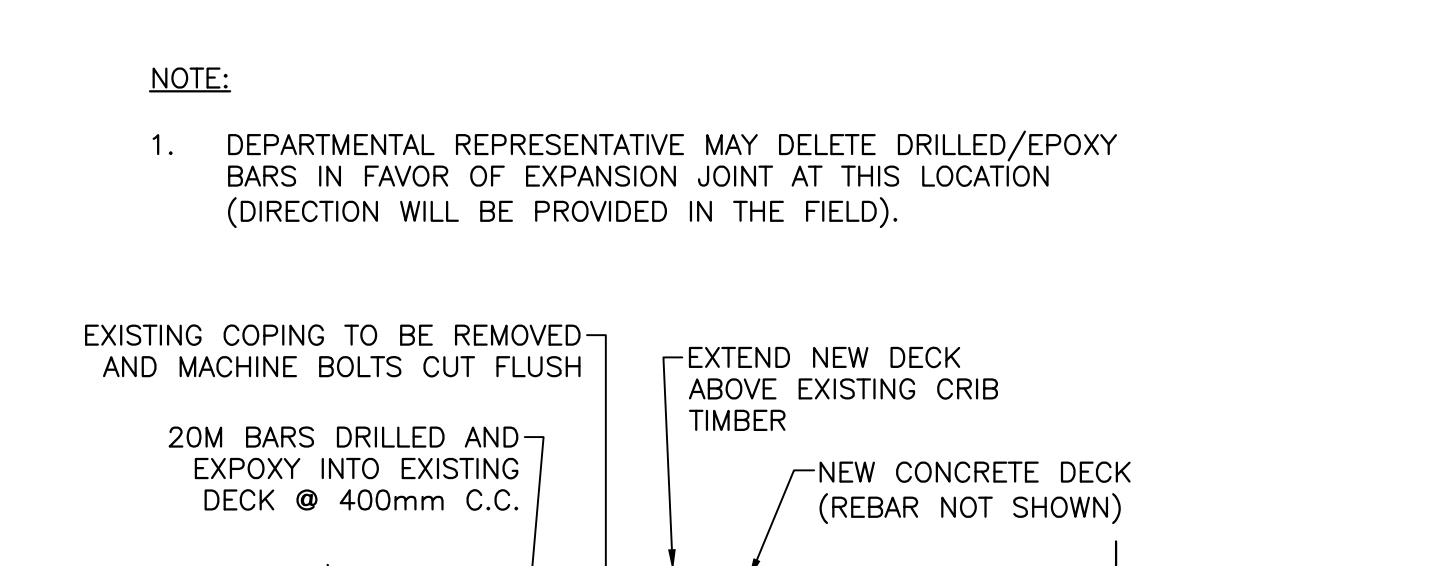 NOTE:
1. DEPARTMENTAL REPRESENTATIVE MAY DELETE DRILLED/EPOXY
BARS IN FAVOR OF EXPANSION JOINT AT THIS LOCATION
(DIRECTION WILL BE PROVIDED IN THE FIELD).
EXISTING COPING TO BE REMOVED
AND MACHINE BOLTS CUT FLUSH
EXTEND NEW DECK
ABOVE EXISTING CRIB
TIMBER
20M BARS DRILLED AND
EXPOXY INTO EXISTING
DECK @ 400mm C.C.
NEW CONCRETE DECK
(REBAR NOT SHOWN)